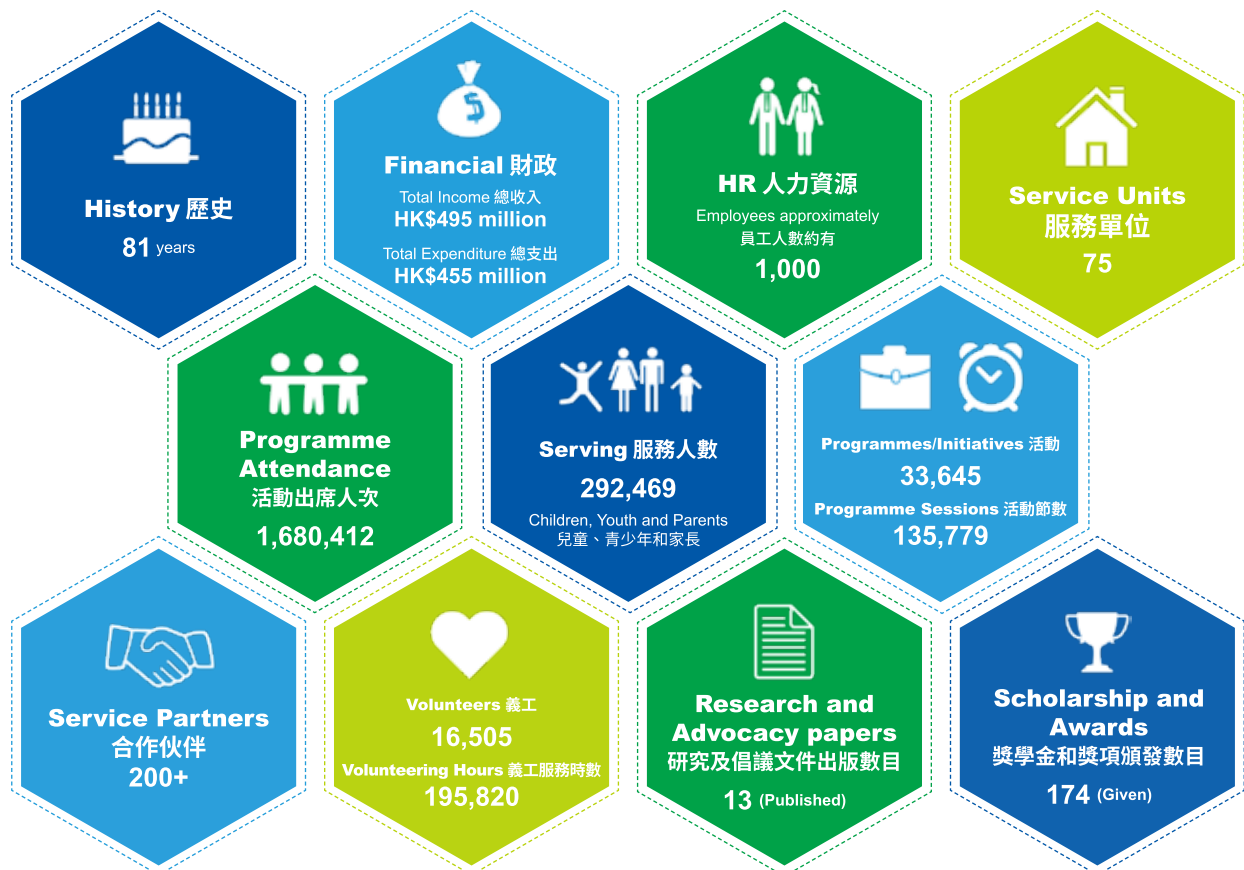 History 歷史
81 years
Financial 財政
Total Income 總收入
HK$495 million
Total Expenditure 總支出
HK$455 million
HR 人力資源
Employees approximately
員工人數約有
1,000
Service Units
服務單位
75
Programme
Attendance
活動出席人次
1,680,412
Serving 服務人數
292,469
Children, Youth and Parents
兒童、青少年和家長
Programmes/Initiatives 活動
33,645
Programme Sessions 活動節數
135,779
Service Partners
合作伙伴
200+
Volunteers 義工
16,505
Volunteering Hours 義工服務時數
195,820
Research and
Advocacy papers
研究及倡議文件出版數目
13 (Published)
Scholarship and
Awards
獎學金和獎項頒發數目
174 (Given)